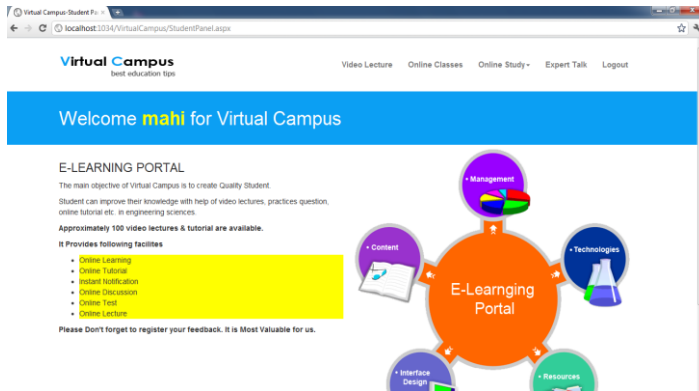 Virtual Campus-Student Pa
localhost:1034/VirtualCampus/StudentPanel.aspx
Virtual Campus
best education tips
Video Lecture Online Classes Online Study Expert Talk Logout
Welcome mahi for Virtual Campus
E-LEARNING PORTAL
The main objective of Virtual Campus is to create Quality Student.
Student can improve their knowledge with help of video lectures, practices question,
online tutorial etc. in engineering sciences.
Approximately 100 video lectures & tutorial are available.
It Provides following facilites
• Online Learning
• Online Tutorial
• Instant Notification
• Online Discussion
• Online Test
• Online Lecture
Please Don't forget to register your feedback. It is Most Valuable for us.
• Management
• Content
• Technologies
E-Learnging
Portal
• Interface
Design
• Resources